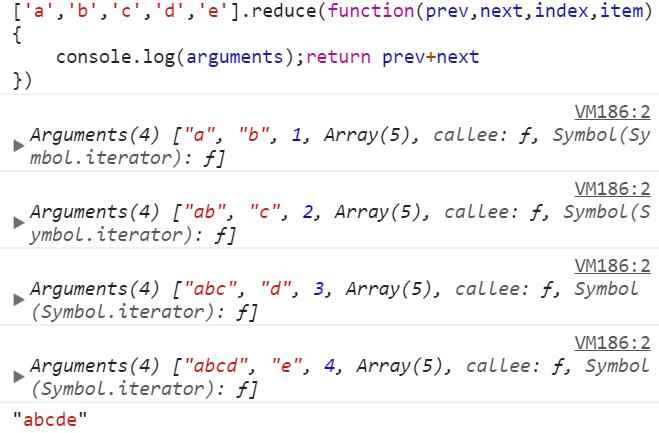 ['a','b','c','d','e'].reduce(function(prev,next,index,item)
{
    console.log(arguments);return prev+next
})
VM186:2
▶ Arguments(4) ["a", "b", 1, Array(5), callee: ƒ, Symbol(Sy
mbol.iterator): ƒ]
VM186:2
▶ Arguments(4) ["ab", "c", 2, Array(5), callee: ƒ, Symbol(S
ymbol.iterator): ƒ]
VM186:2
▶ Arguments(4) ["abc", "d", 3, Array(5), callee: ƒ, Symbol
(Symbol.iterator): ƒ]
VM186:2
▶ Arguments(4) ["abcd", "e", 4, Array(5), callee: ƒ, Symbol
(Symbol.iterator): ƒ]
"abcde"